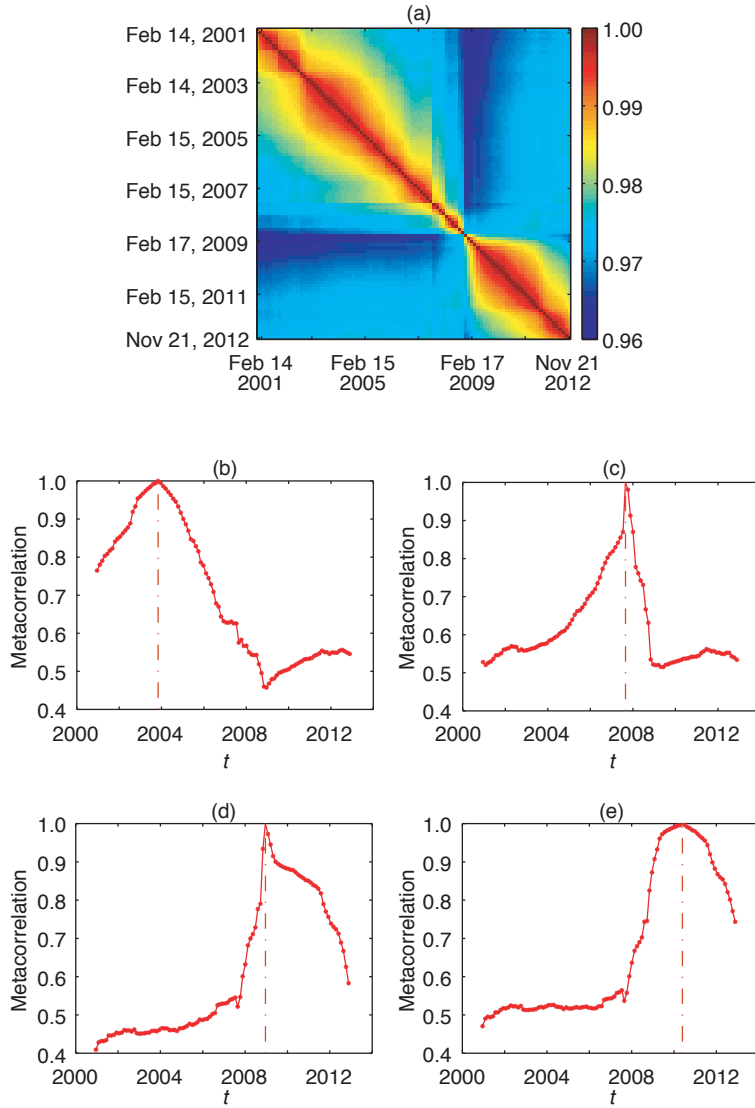 (a)
Feb 14, 2001
Feb 14, 2003
Feb 15, 2005
Feb 15, 2007
Feb 17, 2009
Feb 15, 2011
Nov 21, 2012
Feb 14 2001
Feb 15 2005
Feb 17 2009
Nov 21 2012
1.00
0.99
0.98
0.97
0.96
(b)
Metacorrelation
1.0
0.9
0.8
0.7
0.6
0.5
0.4
2000 2004 2008 2012
t
(c)
Metacorrelation
1.0
0.9
0.8
0.7
0.6
0.5
0.4
2000 2004 2008 2012
t
(d)
Metacorrelation
1.0
0.9
0.8
0.7
0.6
0.5
0.4
2000 2004 2008 2012
t
(e)
Metacorrelation
1.0
0.9
0.8
0.7
0.6
0.5
0.4
2000 2004 2008 2012
t